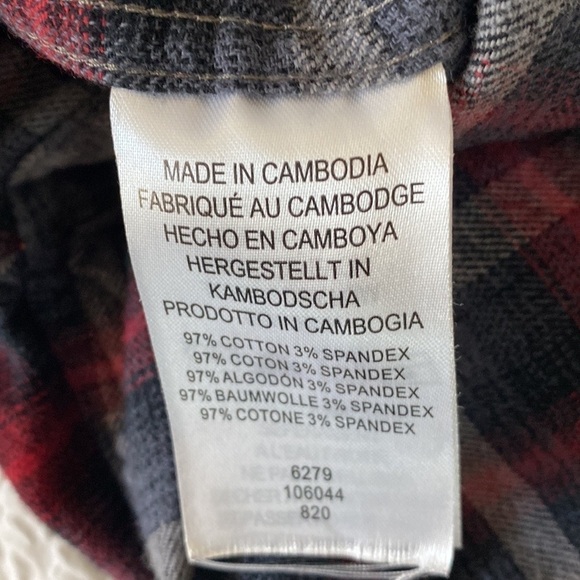 MADE IN CAMBODIA
FABRIQUÉ AU CAMBODGE
HECHO EN CAMBOYA
HERGESTELLT IN
KAMBODSCHA
PRODOTTO IN CAMBOGIA
97% COTTON 3% SPANDEX
97% COTON 3% SPANDEX
97% ALGODÓN 3% SPANDEX
97% BAUMWOLLE 3% SPANDEX
97% COTONE 3% SPANDEX
6279
106044
820